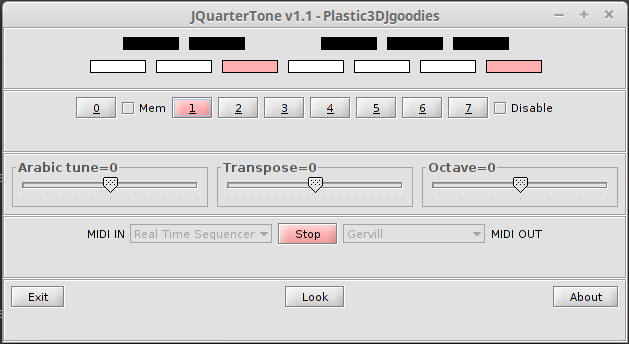 JQuarterTone v1.1 - Plastic3DJgoodies
0 Mem 1 2 3 4 5 6 7 Disable
Arabic tune=0 Transpose=0 Octave=0
MIDI IN Real Time Sequencer Stop Gervill MIDI OUT
Exit Look About